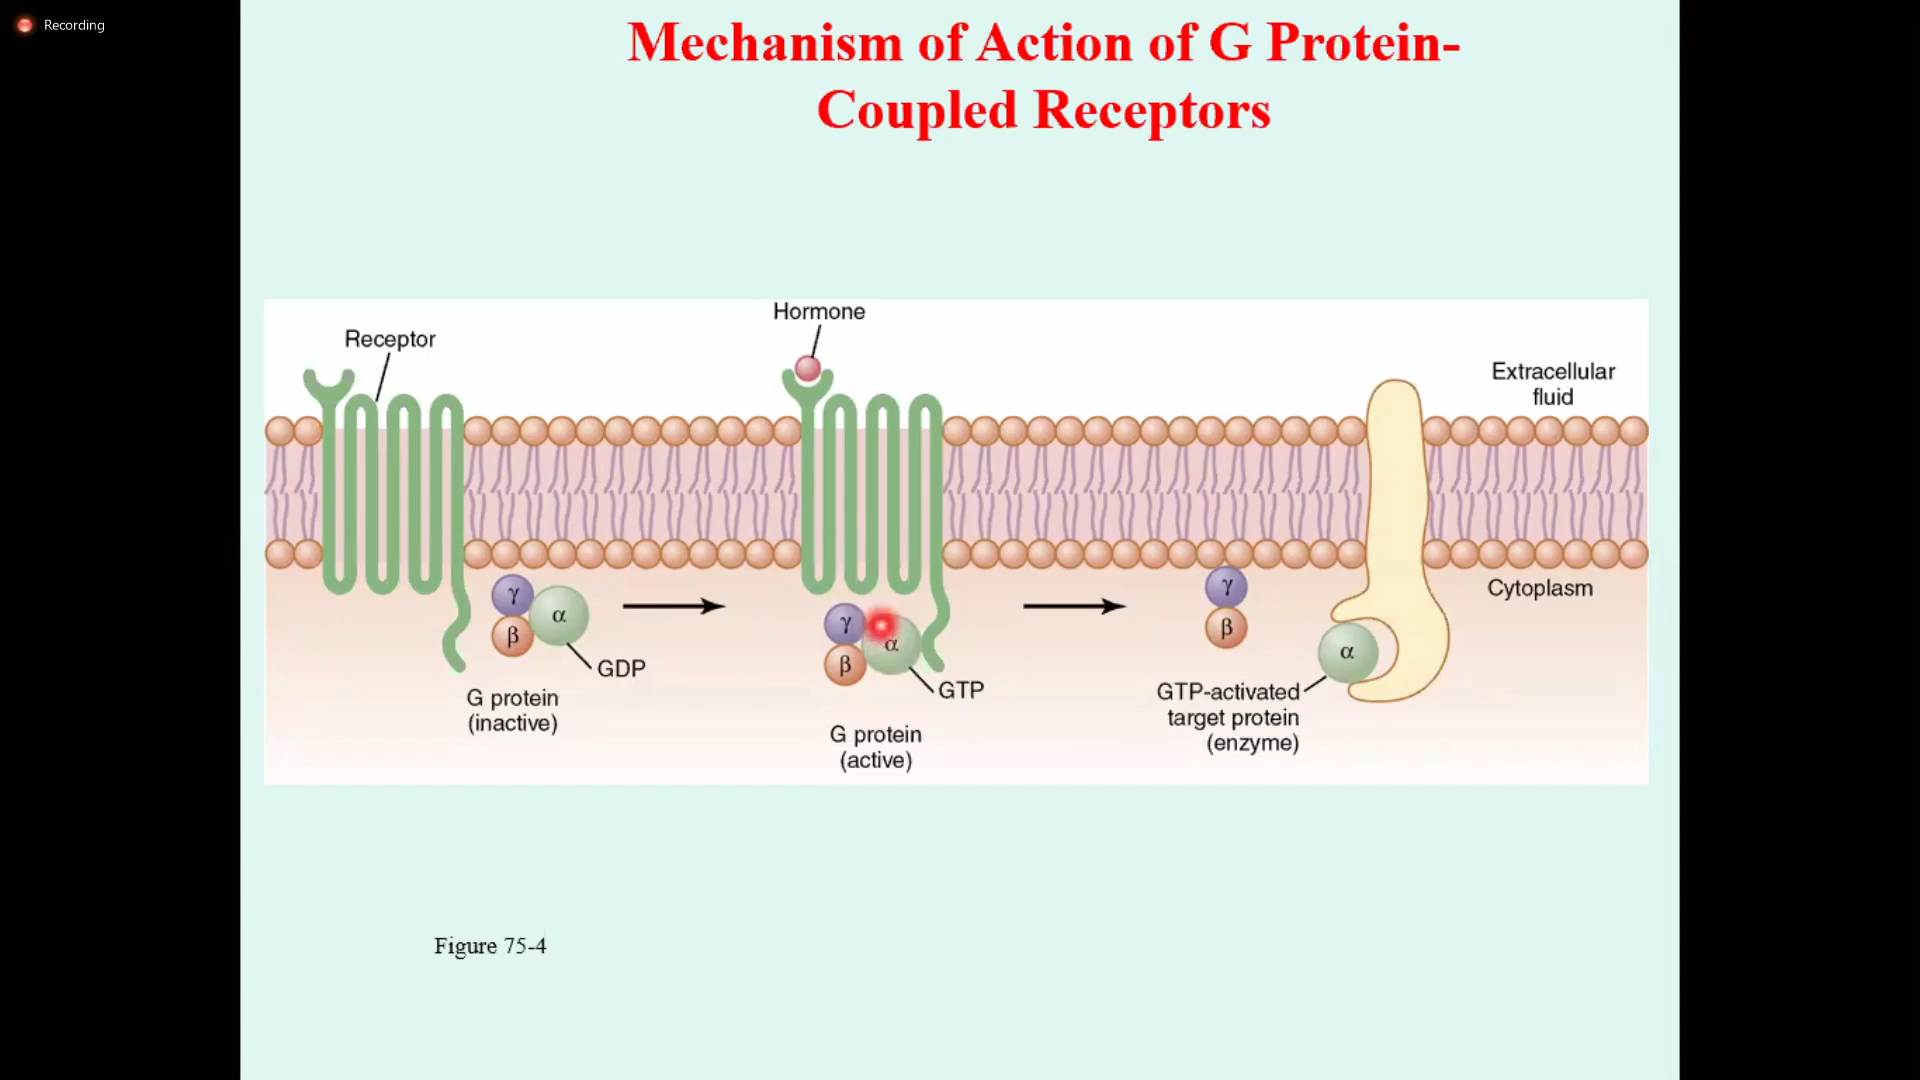 Recording
Mechanism of Action of G Protein-
Coupled Receptors
Receptor
Hormone
Extracellular
fluid
Cytoplasm
γ
α
β
GDP
G protein
(inactive)
γ
α
β
GTP
G protein
(active)
γ
β
α
GTP-activated
target protein
(enzyme)
Figure 75-4